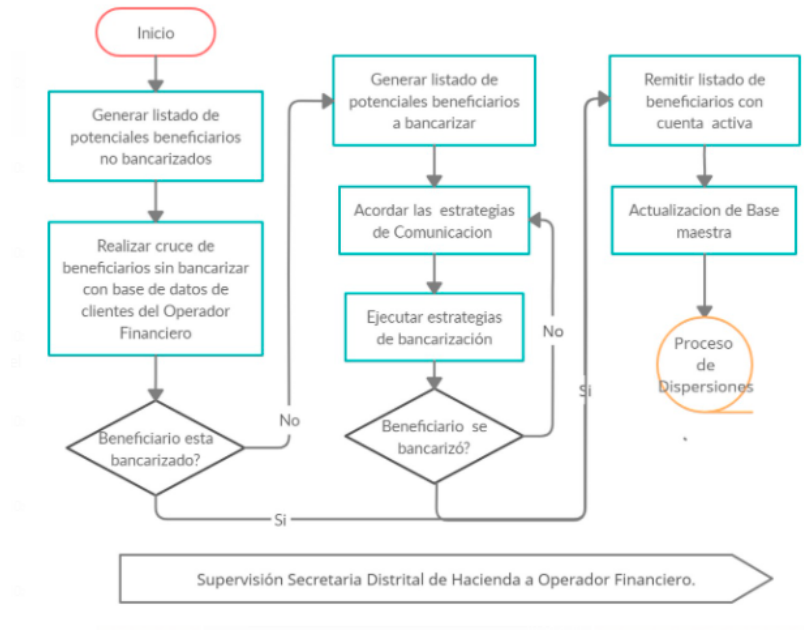 Inicio
Generar listado de
potenciales beneficiarios
no bancarizados
Realizar cruce de
beneficiarios sin bancarizar
con base de datos de
clientes del Operador
Financiero
Beneficiario esta
bancarizado?
No
Si
Generar listado de
potenciales beneficiarios
a bancarizar
Acordar las estrategias
de Comunicacion
Ejecutar estrategias
de bancarización
Beneficiario se
bancarizó?
No
Si
Remitir listado de
beneficiarios con
cuenta activa
Actualizacion de Base
maestra
Proceso
de
Dispersiones
Supervisión Secretaria Distrital de Hacienda a Operador Financiero.